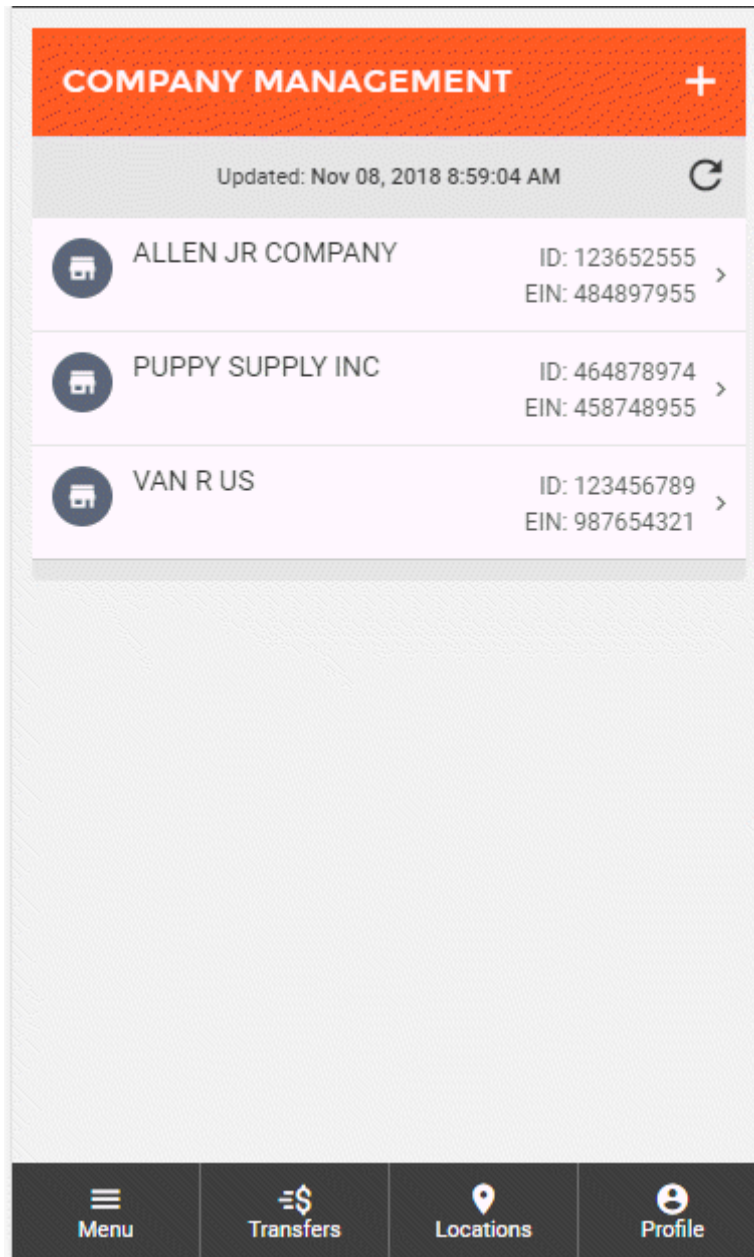 COMPANY MANAGEMENT
Updated: Nov 08, 2018 8:59:04 AM
ALLEN JR COMPANY
ID: 123652555
EIN: 484897955
PUPPY SUPPLY INC
ID: 464878974
EIN: 458748955
VAN R US
ID: 123456789
EIN: 987654321
Menu
Transfers
Locations
Profile